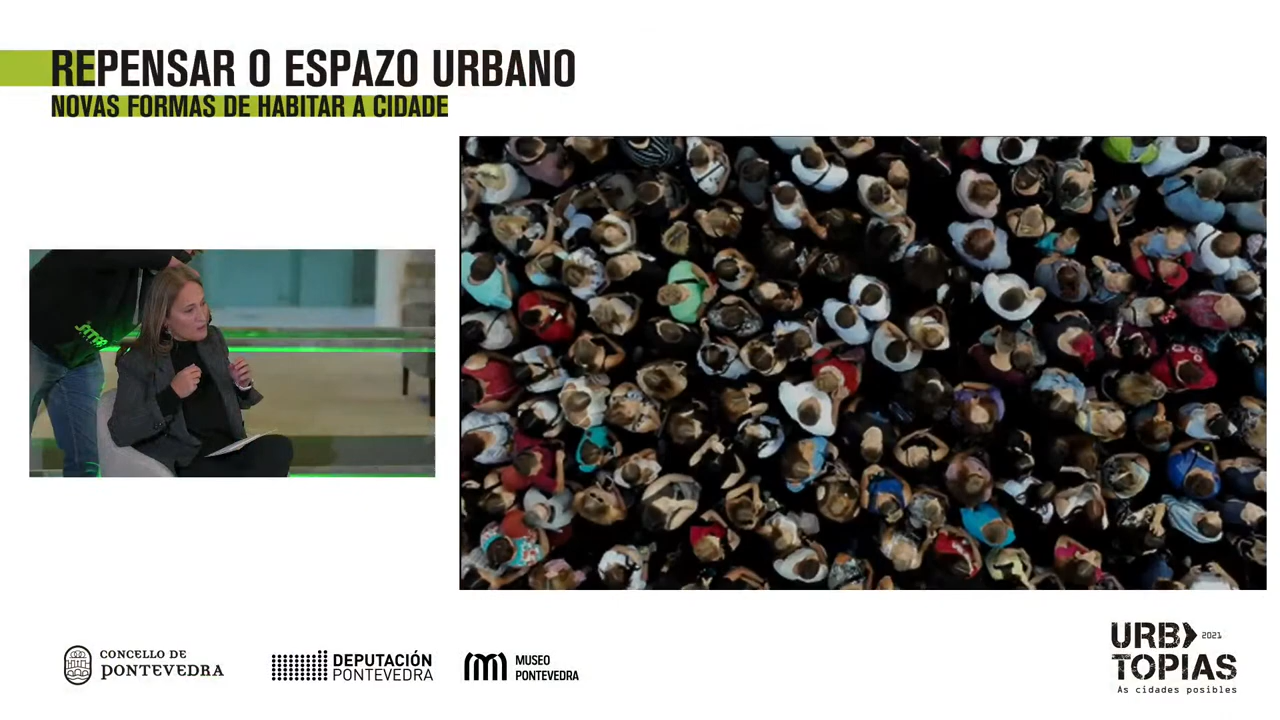 REPENSAR O ESPAZO URBANO
NOVAS FORMAS DE HABITAR A CIDADE
CONCELLO DE
PONTEVEDRA
DEPUTACIÓN
PONTEVEDRA
MUSEO
PONTEVEDRA
URB 2021
TOPIAS
As cidades posibles